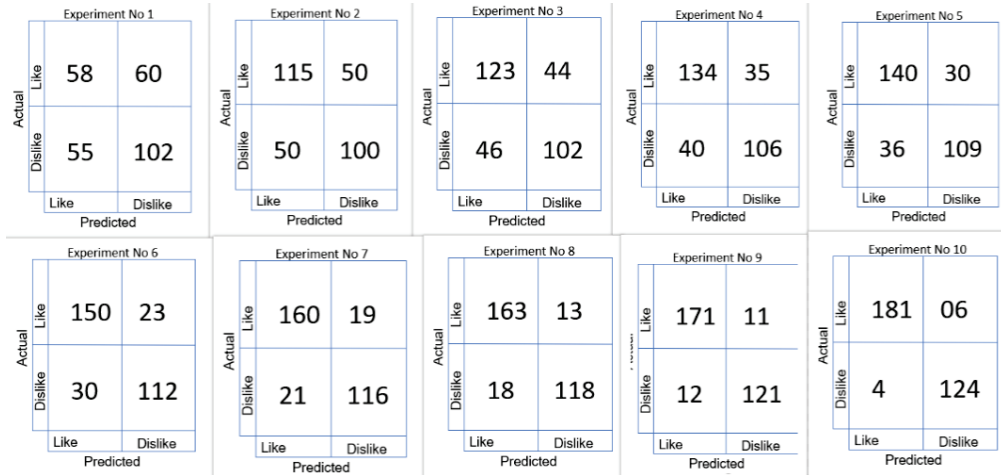 Experiment No 1
Actual
Like
58 60
Dislike
55 102
Like Dislike
Predicted
Experiment No 2
Actual
Like
115 50
Dislike
50 100
Like Dislike
Predicted
Experiment No 3
Actual
Like
123 44
Dislike
46 102
Like Dislike
Predicted
Experiment No 4
Actual
Like
134 35
Dislike
40 106
Like Dislike
Predicted
Experiment No 5
Actual
Like
140 30
Dislike
36 109
Like Dislike
Predicted
Experiment No 6
Actual
Like
150 23
Dislike
30 112
Like Dislike
Predicted
Experiment No 7
Actual
Like
160 19
Dislike
21 116
Like Dislike
Predicted
Experiment No 8
Actual
Like
163 13
Dislike
18 118
Like Dislike
Predicted
Experiment No 9
Like
171 11
Dislike
12 121
Like Dislike
Predicted
Experiment No 10
Actual
Like
181 06
Dislike
4 124
Like Dislike
Predicted